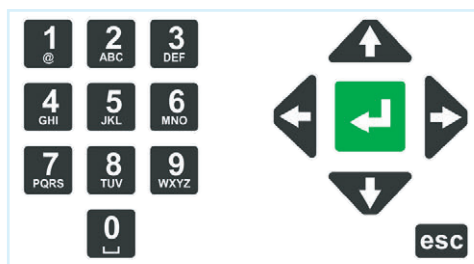 1 2 3
@ ABC DEF
4 5 6
GHI JKL MNO
7 8 9
PQRS TUV WXYZ
0
esc